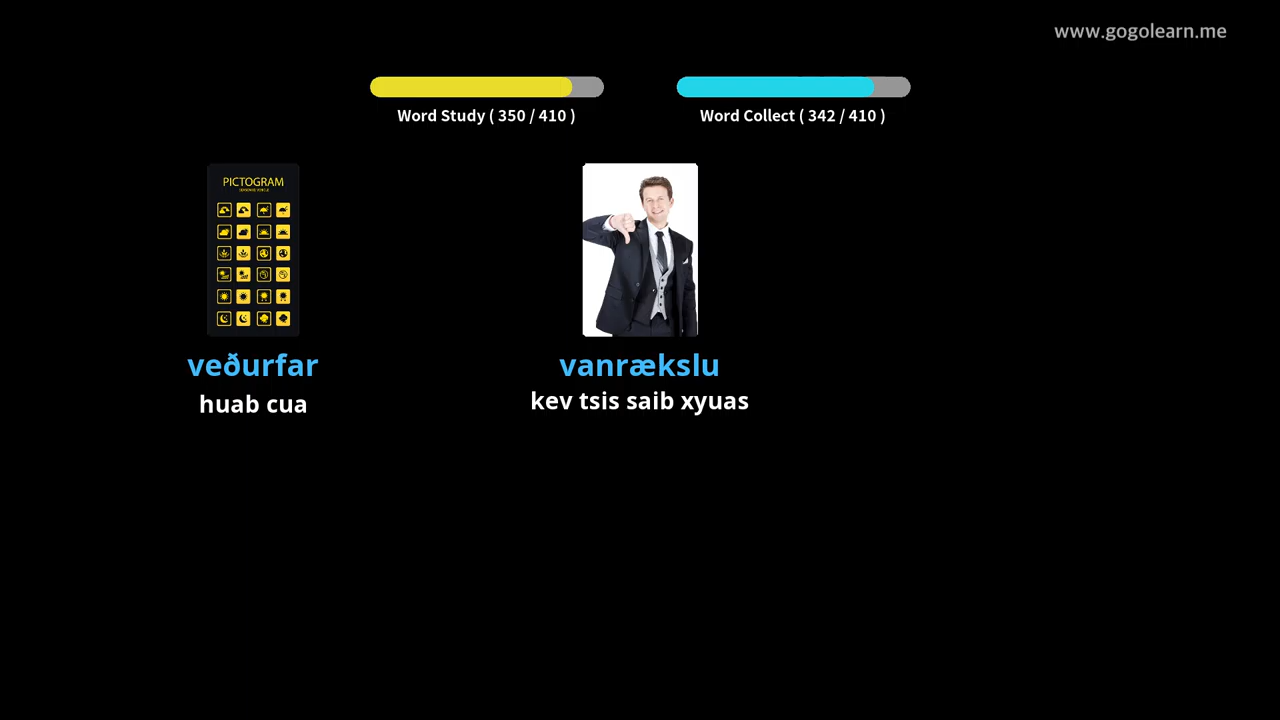 www.gogolearn.me
Word Study ( 350 / 410 )
Word Collect ( 342 / 410 )
PICTOGRAM
veðurfar
huab cua
vanrækslu
kev tsis saib xyuas